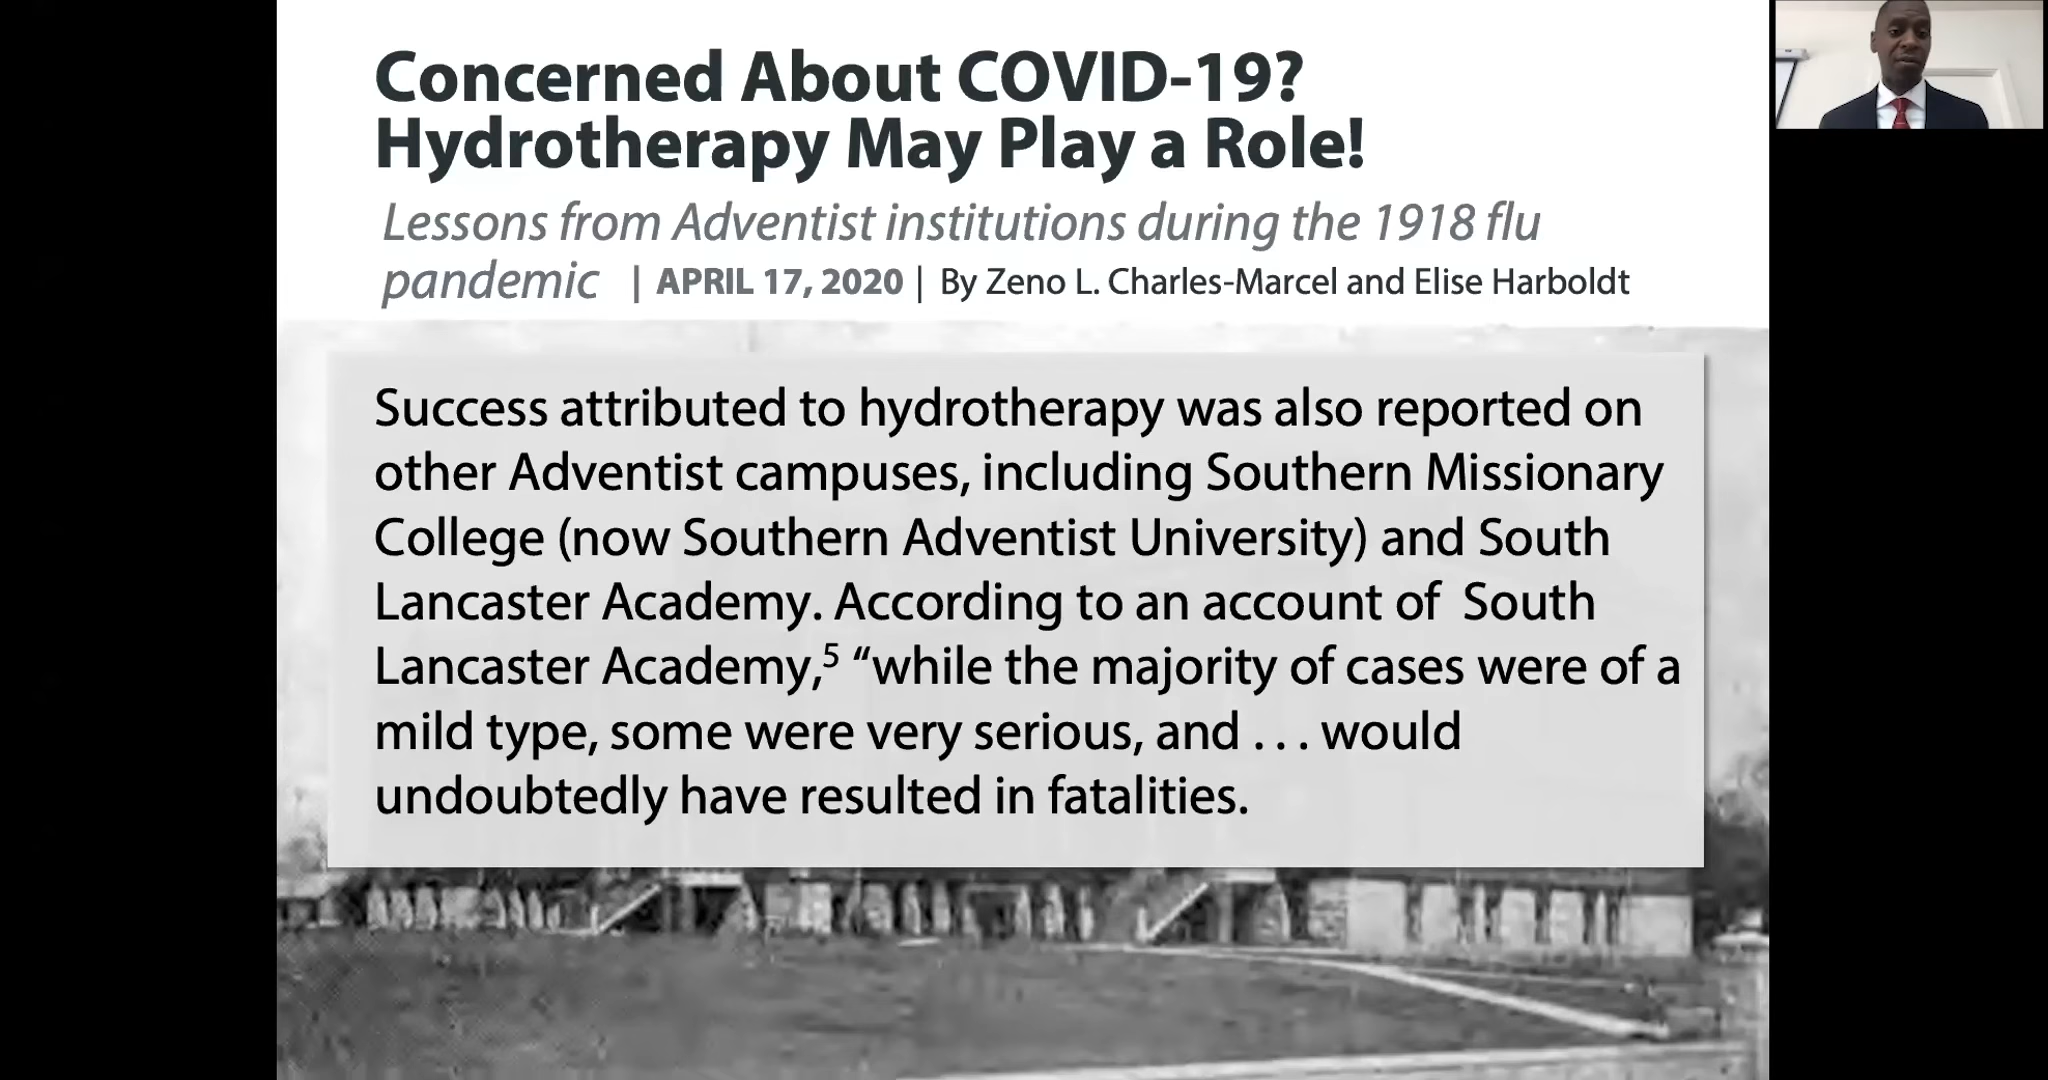 Concerned About COVID-19?
Hydrotherapy May Play a Role!
Lessons from Adventist institutions during the 1918 flu
pandemic | APRIL 17, 2020 | By Zeno L. Charles-Marcel and Elise Harboldt
Success attributed to hydrotherapy was also reported on
other Adventist campuses, including Southern Missionary
College (now Southern Adventist University) and South
Lancaster Academy. According to an account of South
Lancaster Academy,⁵ “while the majority of cases were of a
mild type, some were very serious, and . . . would
undoubtedly have resulted in fatalities.